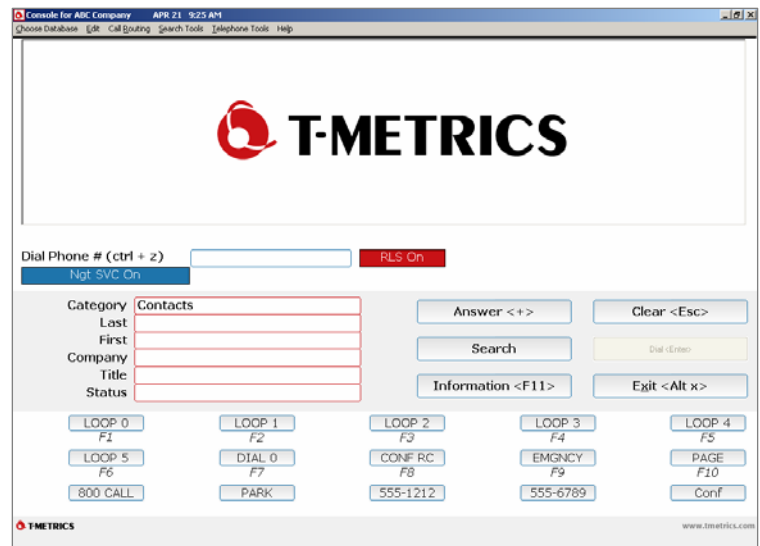 Console for ABC Company APR 21 9:25 AM
Choose Database Edit Call Routing Search Tools Telephone Tools Help
T-METRICS
Dial Phone # (ctrl + z) RLS On
Ngt SVC On
Category Contacts
Last
First
Company
Title
Status
Answer <+> Clear <Esc>
Search Dial <Enter>
Information <F11> Exit <Alt x>
LOOP 0 LOOP 1 LOOP 2 LOOP 3 LOOP 4
F1 F2 F3 F4 F5
LOOP 5 DIAL 0 CONF RC EMGNCY PAGE
F6 F7 F8 F9 F10
800 CALL PARK 555-1212 555-6789 Conf
T-METRICS www.tmetrics.com